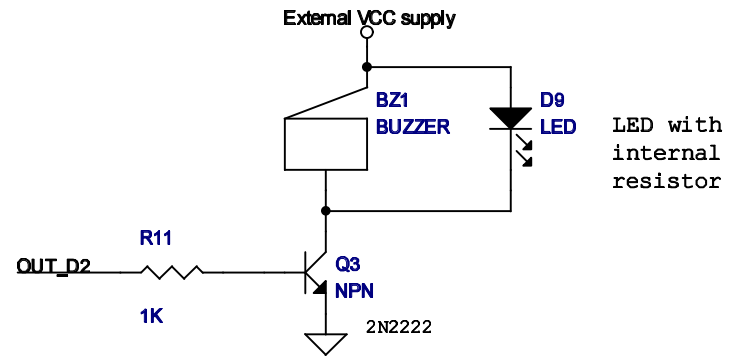 External VCC supply
BZ1
BUZZER
D9
LED
LED with
internal
resistor
R11
OUT_D2
1K
Q3
NPN
2N2222